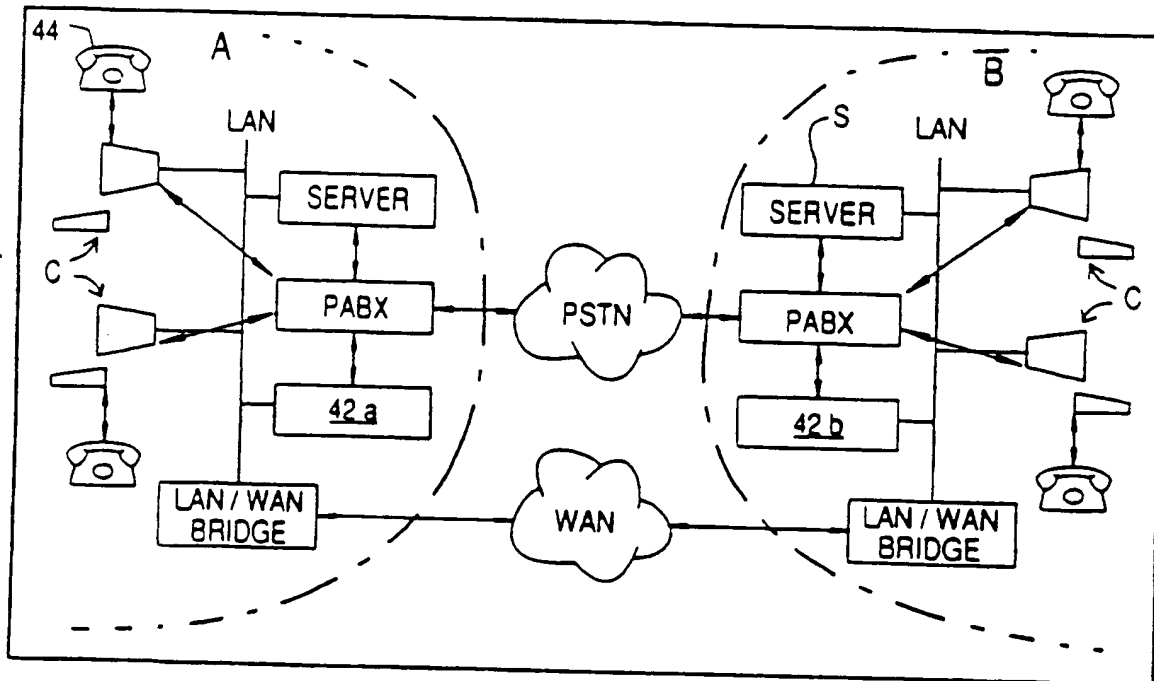 44
A
B
LAN
S
LAN
SERVER
SERVER
C
C
PABX
PSTN
PABX
42 a
42 b
LAN / WAN
BRIDGE
WAN
LAN / WAN
BRIDGE